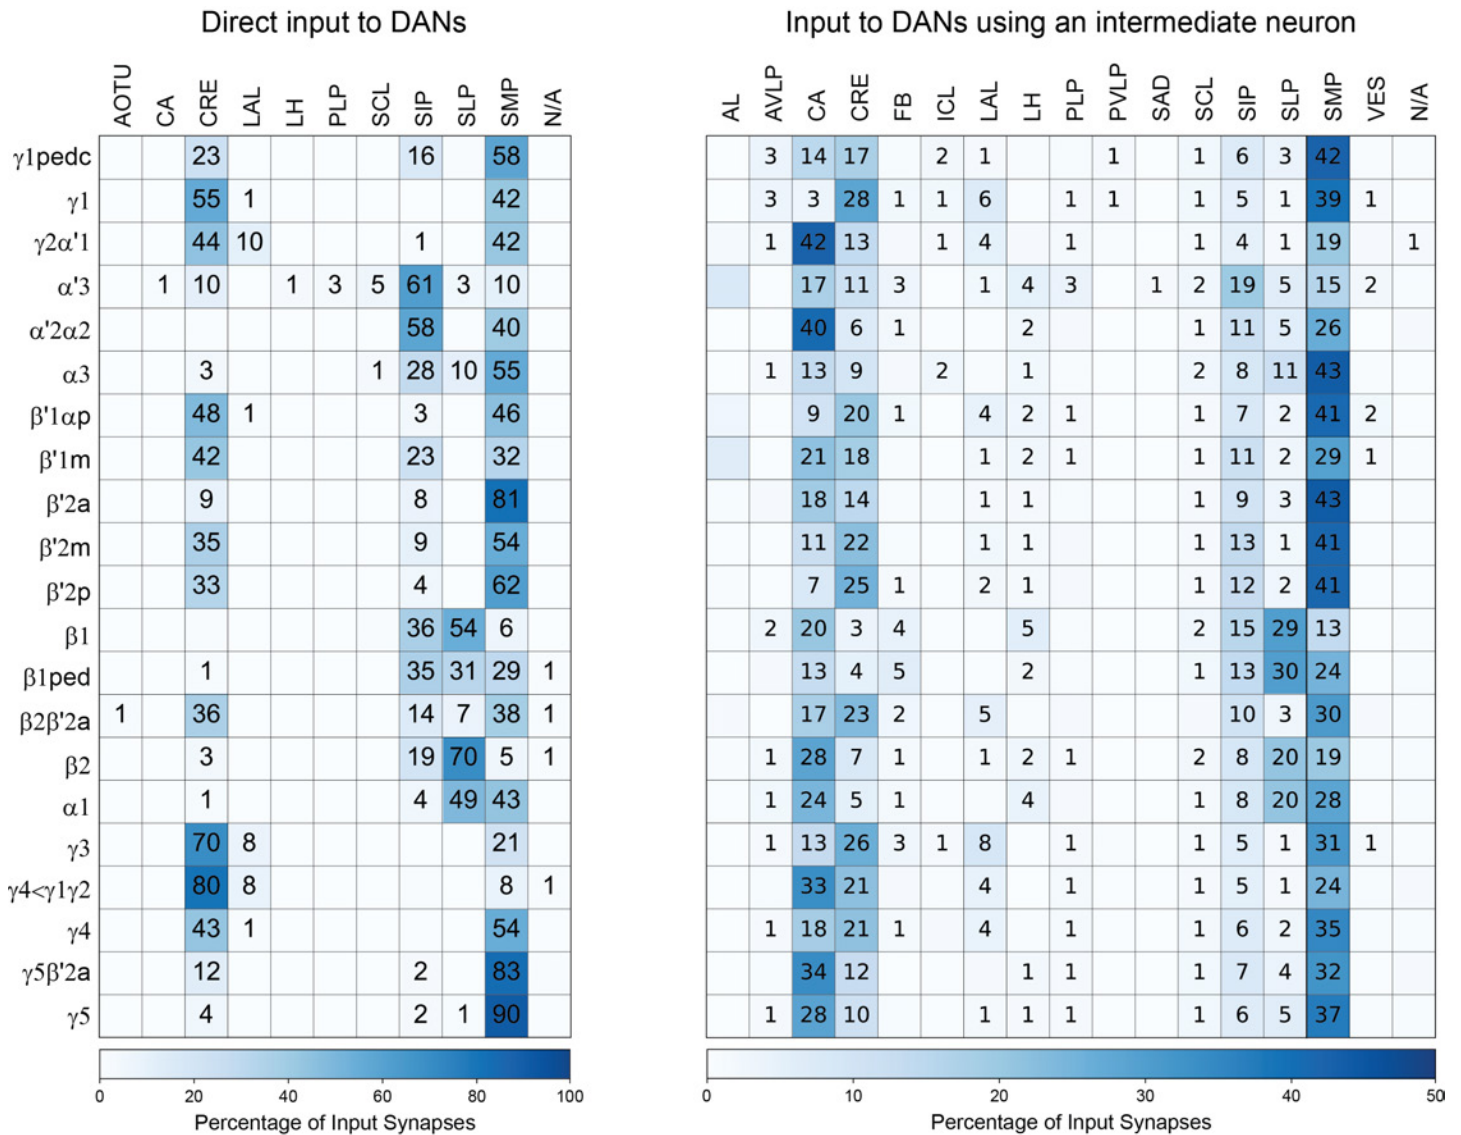 Direct input to DANs
Input to DANs using an intermediate neuron
AOTU CA CRE LAL LH PLP SCL SIP SLP SMP N/A
AL AVLP CA CRE FB ICL LAL LH PLP PVLP SAD SCL SIP SLP SMP VES N/A
γ1pedc 23 16 58 3 14 17 2 1 1 1 6 3 42
γ1 55 1 42 3 3 28 1 1 6 1 1 1 5 1 39 1
γ2α'1 44 10 1 42 1 42 13 1 4 1 1 4 1 19 1
α'3 1 10 1 3 5 61 3 10 17 11 3 1 4 3 1 2 19 5 15 2
α'2α2 58 40 40 6 1 2 1 11 5 26
α3 3 1 28 10 55 1 13 9 2 1 2 8 11 43
β'1αp 48 1 3 46 9 20 1 4 2 1 1 7 2 41 2
β'1m 42 23 32 21 18 1 2 1 1 11 2 29 1
β'2a 9 8 81 18 14 1 1 1 9 3 43
β'2m 35 9 54 11 22 1 1 1 13 1 41
β'2p 33 4 62 7 25 1 2 1 1 12 2 41
β1 36 54 6 2 20 3 4 5 2 15 29 13
β1ped 1 35 31 29 1 13 4 5 2 1 13 30 24
β2β'2a 1 36 14 7 38 1 17 23 2 5 10 3 30
β2 3 19 70 5 1 1 28 7 1 1 2 1 2 8 20 19
α1 1 4 49 43 1 24 5 1 4 1 8 20 28
γ3 70 8 21 1 13 26 3 1 8 1 1 5 1 31 1
γ4<γ1γ2 80 8 8 1 33 21 4 1 1 5 1 24
γ4 43 1 54 1 18 21 1 4 1 1 6 2 35
γ5β'2a 12 2 83 34 12 1 1 1 7 4 32
γ5 4 2 1 90 1 28 10 1 1 1 1 6 5 37
0 20 40 60 80 100
0 10 20 30 40 50
Percentage of Input Synapses
Percentage of Input Synapses